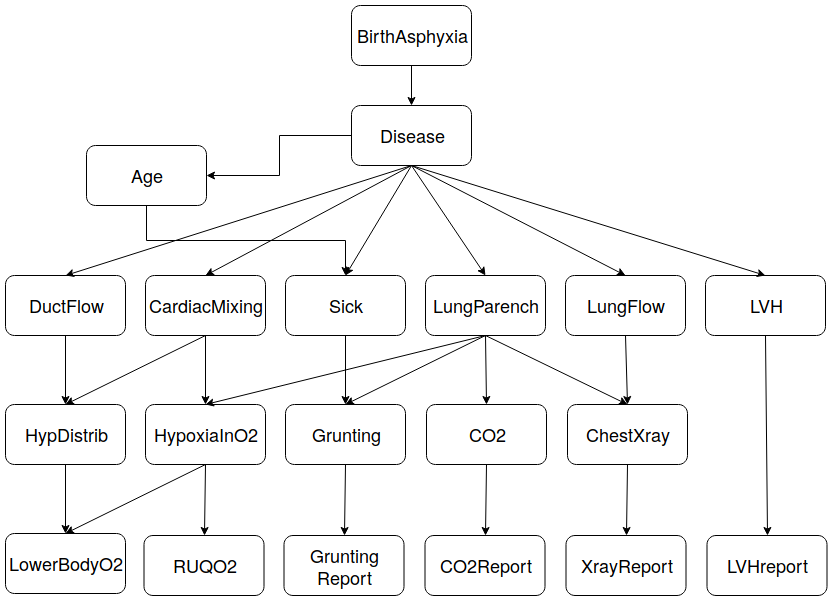 BirthAsphyxia
Disease
Age
DuctFlow
CardiacMixing
Sick
LungParench
LungFlow
LVH
HypDistrib
HypoxiaInO2
Grunting
CO2
ChestXray
LowerBodyO2
RUQO2
Grunting
Report
CO2Report
XrayReport
LVHreport